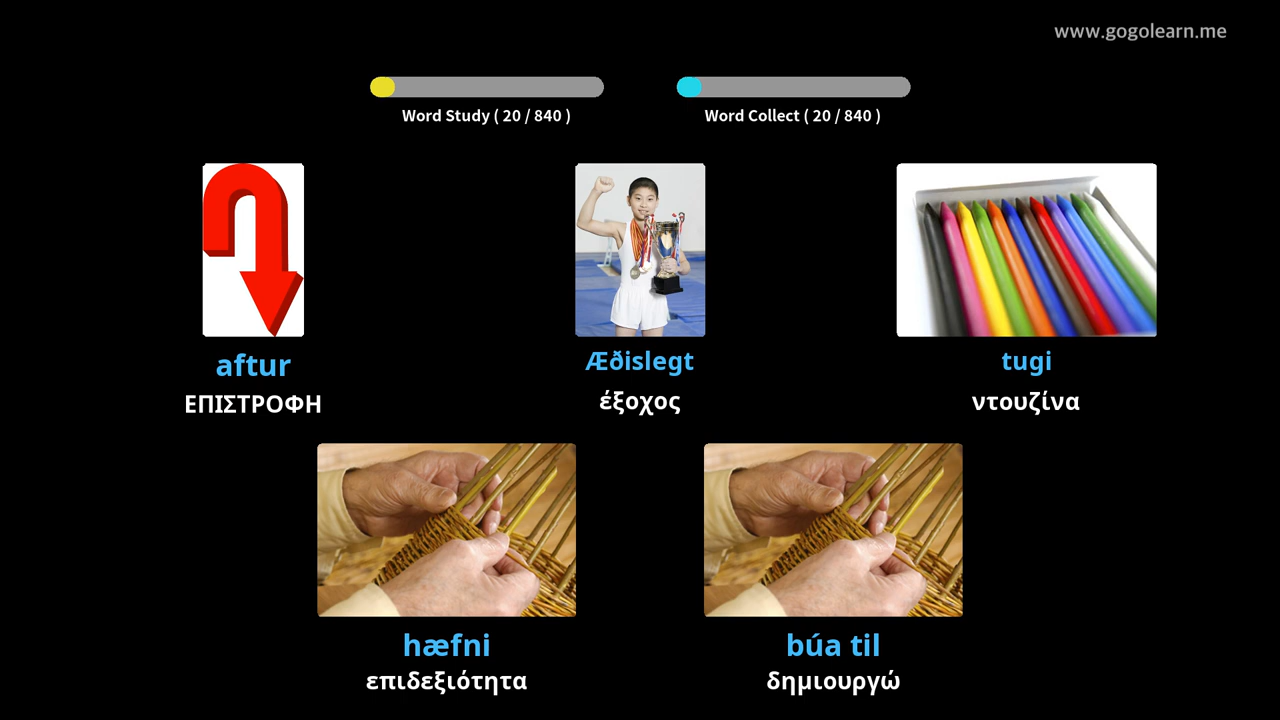 www.gogolearn.me
Word Study ( 20 / 840 )
Word Collect ( 20 / 840 )
aftur
ΕΠΙΣΤΡΟΦΗ
Æðislegt
έξοχος
tugi
ντουζίνα
hæfni
επιδεξιότητα
búa til
δημιουργώ